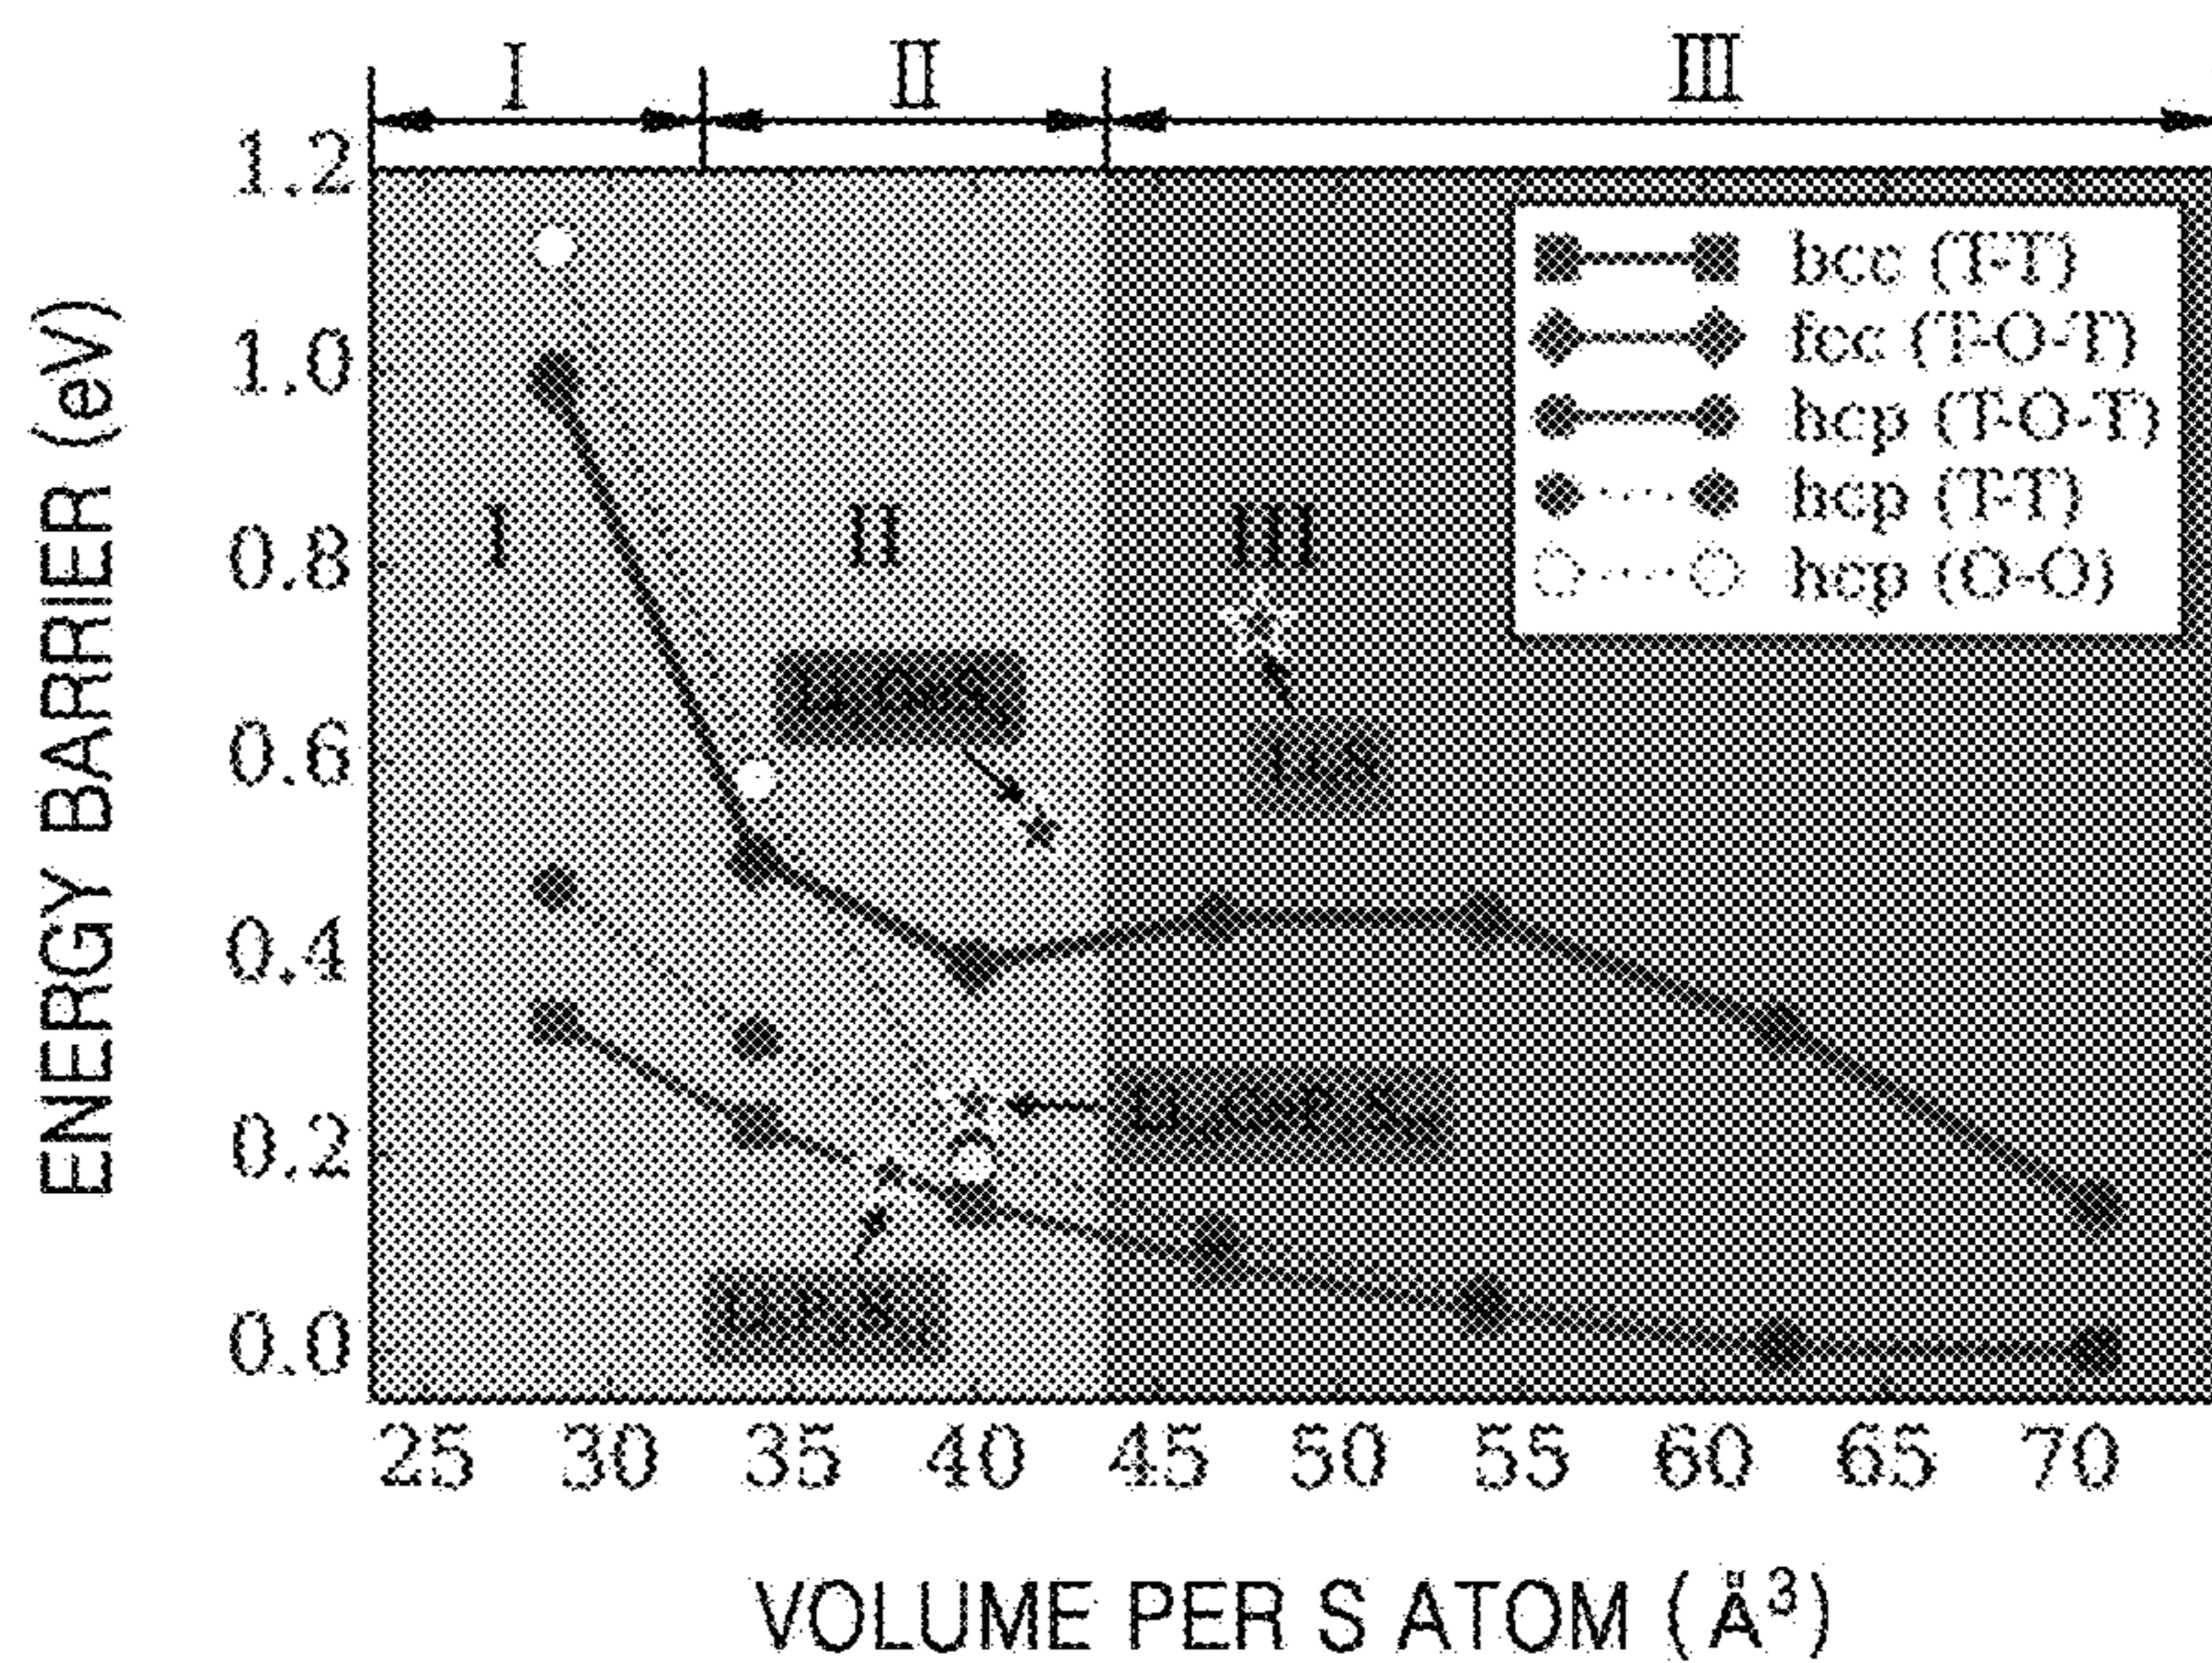 I II III
1.2
1.0
0.8
0.6
0.4
0.2
0.0
ENERGY BARRIER (eV)
I II III
bcc (T-T)
fcc (T-O-T)
hcp (T-O-T)
hcp (T-T)
hcp (O-O)
25 30 35 40 45 50 55 60 65 70
VOLUME PER S ATOM (Å³)